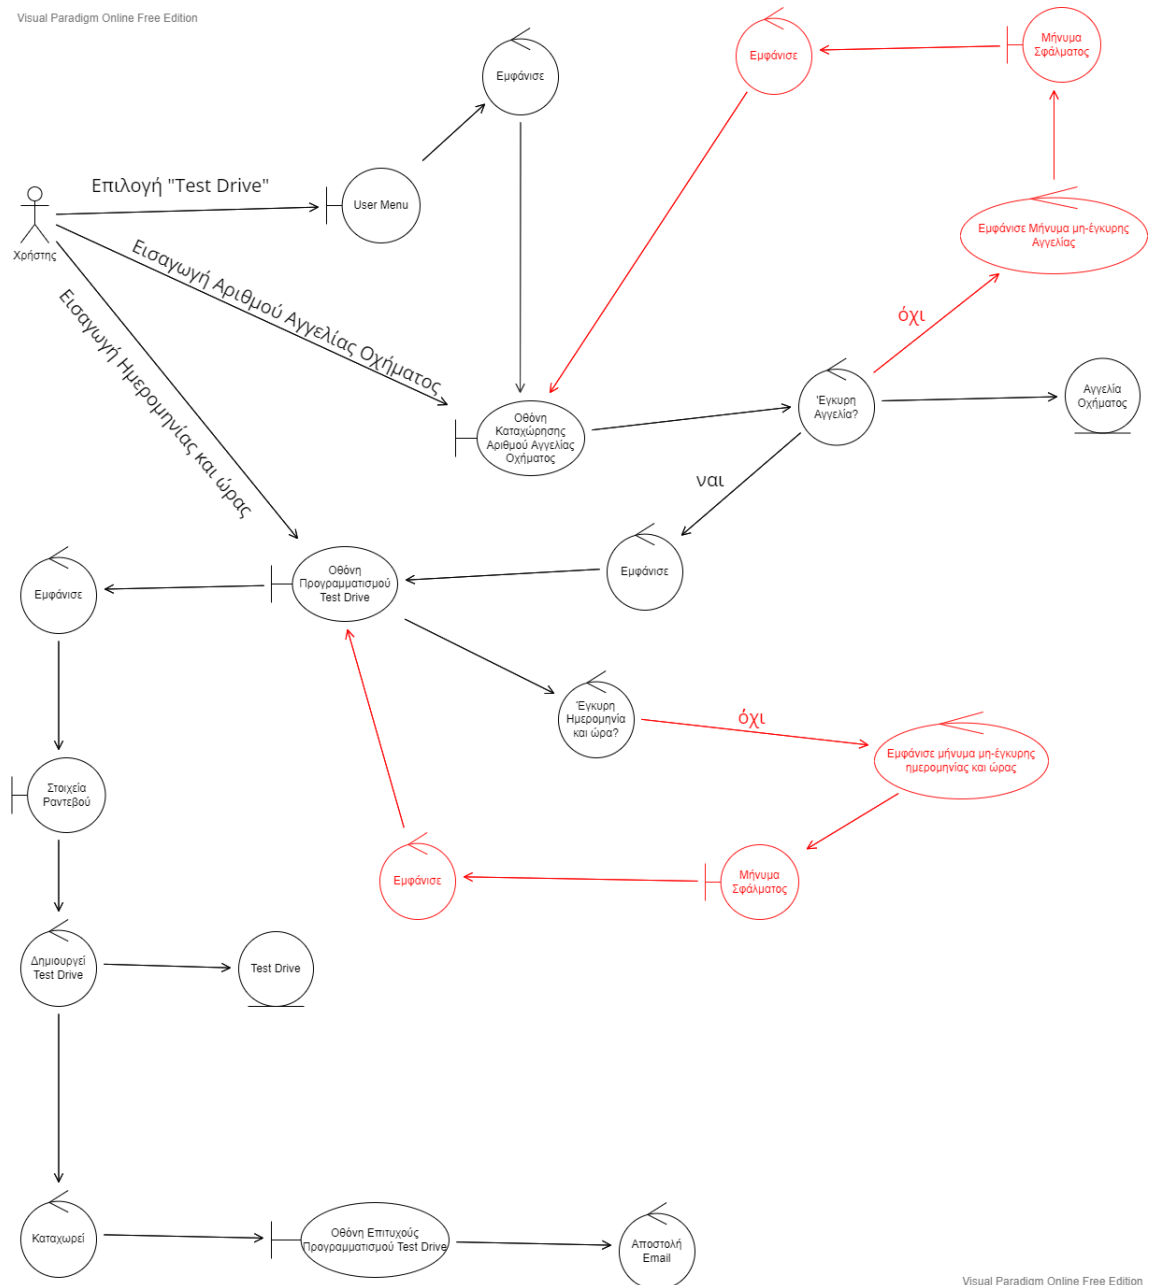 Visual Paradigm Online Free Edition
Εμφάνισε
Εμφάνισε
Μήνυμα
Σφάλματος
Επιλογή "Test Drive"
User Menu
Χρήστης
Εμφάνισε Μήνυμα μη-έγκυρης
Αγγελίας
Εισαγωγή Αριθμού Αγγελίας Οχήματος
Εισαγωγή Ημερομηνίας και ώρας
όχι
Οθόνη
Καταχώρησης
Αριθμού Αγγελίας
Οχήματος
Έγκυρη
Αγγελία?
Αγγελία
Οχήματος
ναι
Εμφάνισε
Οθόνη
Προγραμματισμού
Test Drive
Εμφάνισε
Έγκυρη
Ημερομηνία
και ώρα?
όχι
Εμφάνισε μήνυμα μη-έγκυρης
ημερομηνίας και ώρας
Στοιχεία
Ραντεβού
Εμφάνισε
Μήνυμα
Σφάλματος
Δημιουργεί
Test Drive
Test Drive
Καταχωρεί
Οθόνη Επιτυχούς
Προγραμματισμού Test Drive
Αποστολή
Email
Visual Paradigm Online Free Edition